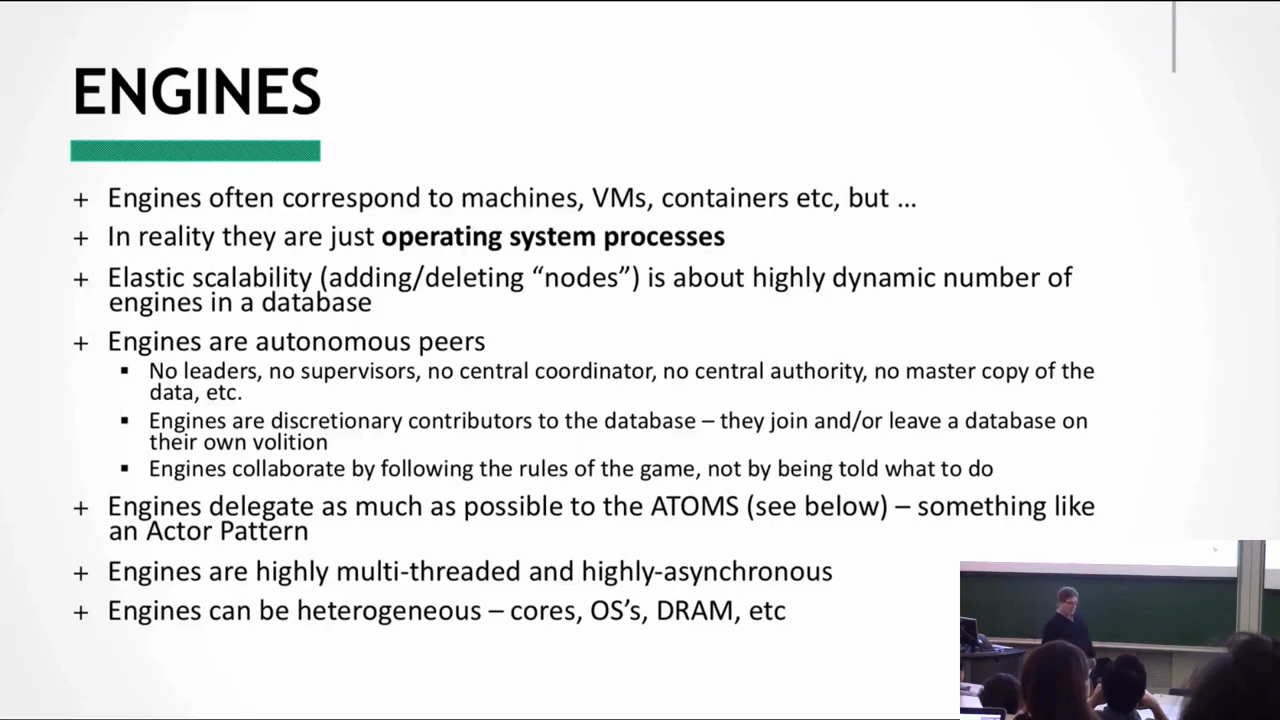 ENGINES
+ Engines often correspond to machines, VMs, containers etc, but …
+ In reality they are just operating system processes
+ Elastic scalability (adding/deleting “nodes”) is about highly dynamic number of
engines in a database
+ Engines are autonomous peers
▪ No leaders, no supervisors, no central coordinator, no central authority, no master copy of the
data, etc.
▪ Engines are discretionary contributors to the database – they join and/or leave a database on
their own volition
▪ Engines collaborate by following the rules of the game, not by being told what to do
+ Engines delegate as much as possible to the ATOMS (see below) – something like
an Actor Pattern
+ Engines are highly multi-threaded and highly-asynchronous
+ Engines can be heterogeneous – cores, OS’s, DRAM, etc